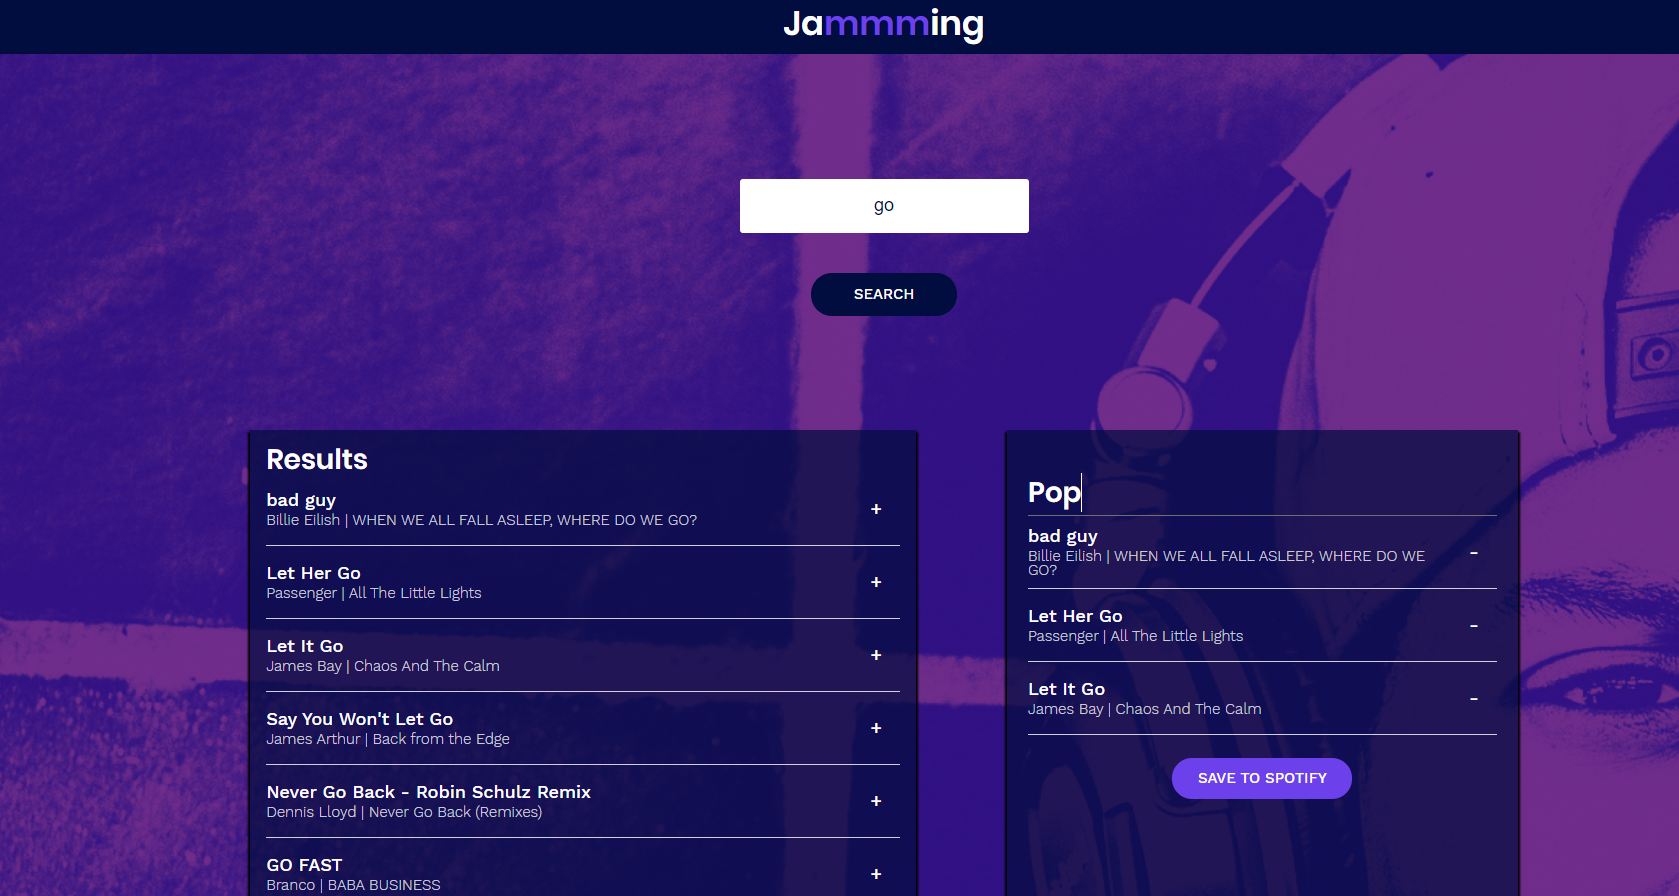 Jammming
go
SEARCH
Results
bad guy
Billie Eilish | WHEN WE ALL FALL ASLEEP, WHERE DO WE GO?
+
Let Her Go
Passenger | All The Little Lights
+
Let It Go
James Bay | Chaos And The Calm
+
Say You Won't Let Go
James Arthur | Back from the Edge
+
Never Go Back - Robin Schulz Remix
Dennis Lloyd | Never Go Back (Remixes)
+
GO FAST
Branco | BABA BUSINESS
+
Pop
bad guy
Billie Eilish | WHEN WE ALL FALL ASLEEP, WHERE DO WE
GO?
-
Let Her Go
Passenger | All The Little Lights
-
Let It Go
James Bay | Chaos And The Calm
-
SAVE TO SPOTIFY